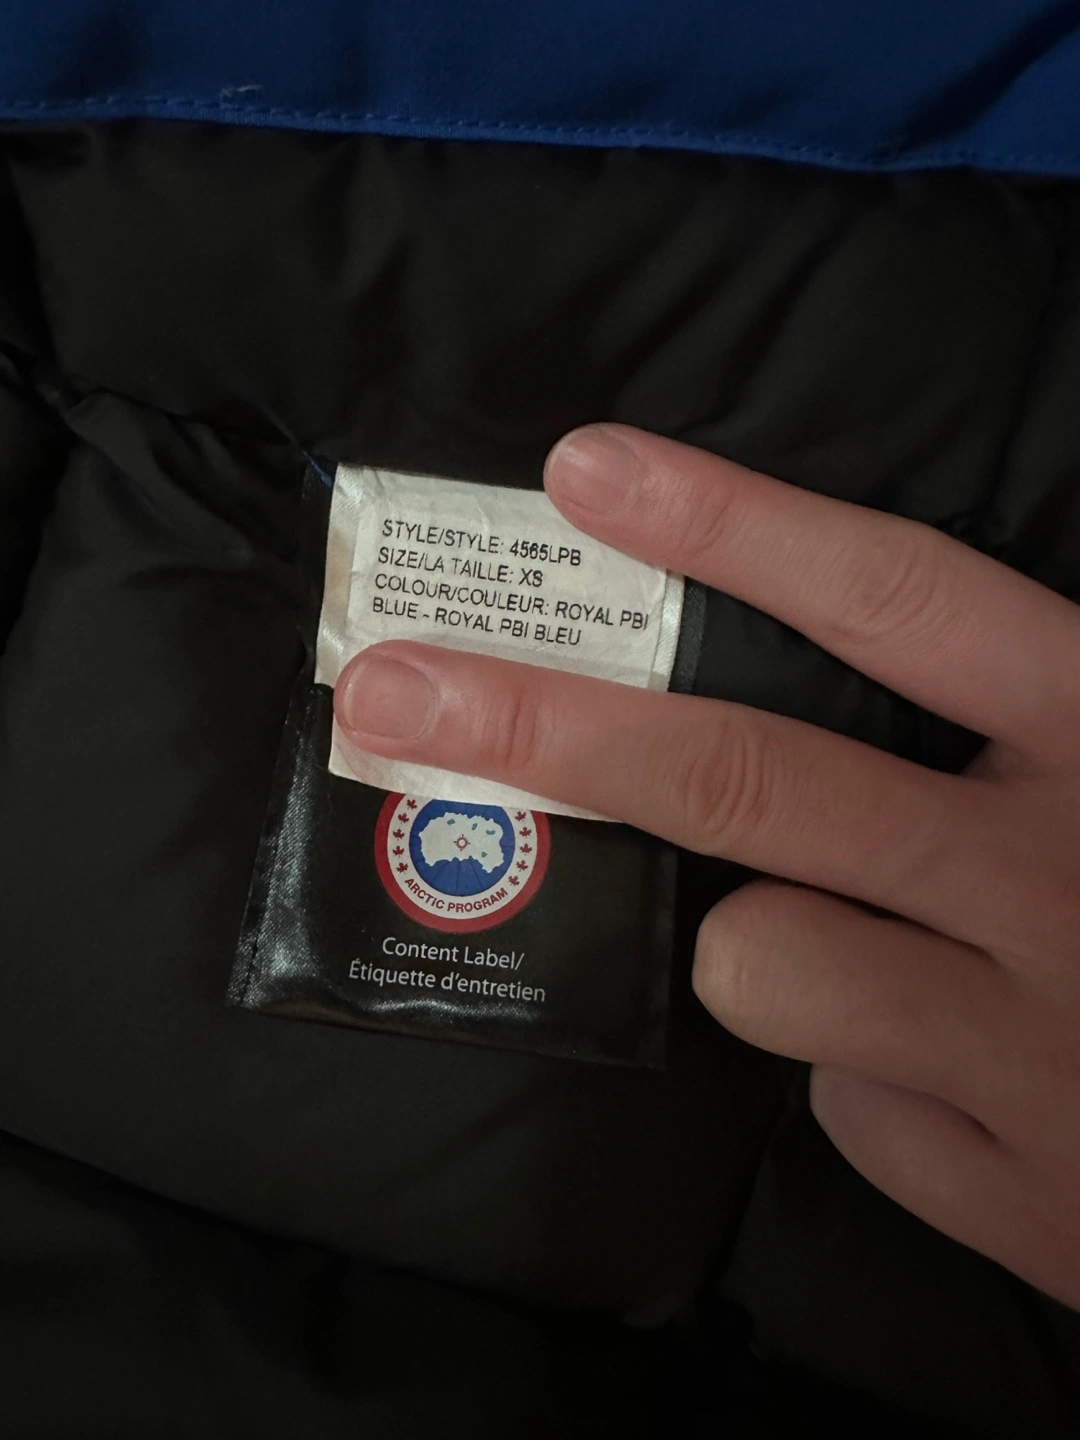 STYLE/STYLE: 4565LPB
SIZE/LA TAILLE: XS
COLOUR/COULEUR: ROYAL PBI
BLUE - ROYAL PBI BLEU
ARCTIC PROGRAM
Content Label/
Étiquette d'entretien